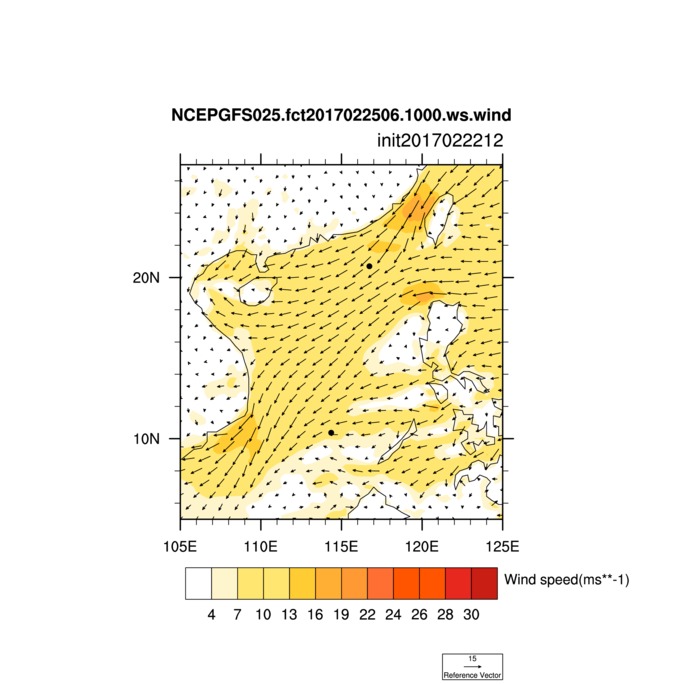 NCEPGFS025.fct2017022506.1000.ws.wind
init2017022212
20N
10N
105E 110E 115E 120E 125E
Wind speed(ms**-1)
4 7 10 13 16 19 22 24 26 28 30
15
Reference Vector